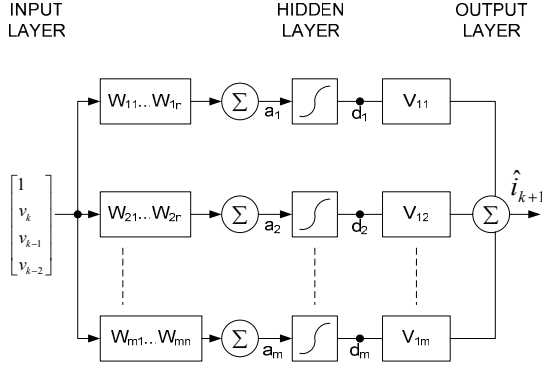 INPUT LAYER
HIDDEN LAYER
OUTPUT LAYER
W11...W1r
Σ
a1
d1
V11
1
vk
vk-1
vk-2
W21...W2r
Σ
a2
d2
V12
Σ
îk+1
Wm1...Wmn
Σ
am
dm
V1m